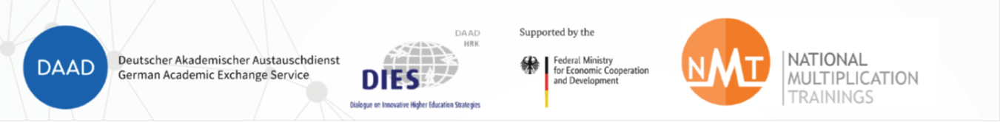 DAAD
Deutscher Akademischer Austauschdienst
German Academic Exchange Service
DAAD
HRK
DIES
Dialogue on Innovative Higher Education Strategies
Supported by the
Federal Ministry
for Economic Cooperation
and Development
NMT
NATIONAL
MULTIPLICATION
TRAININGS